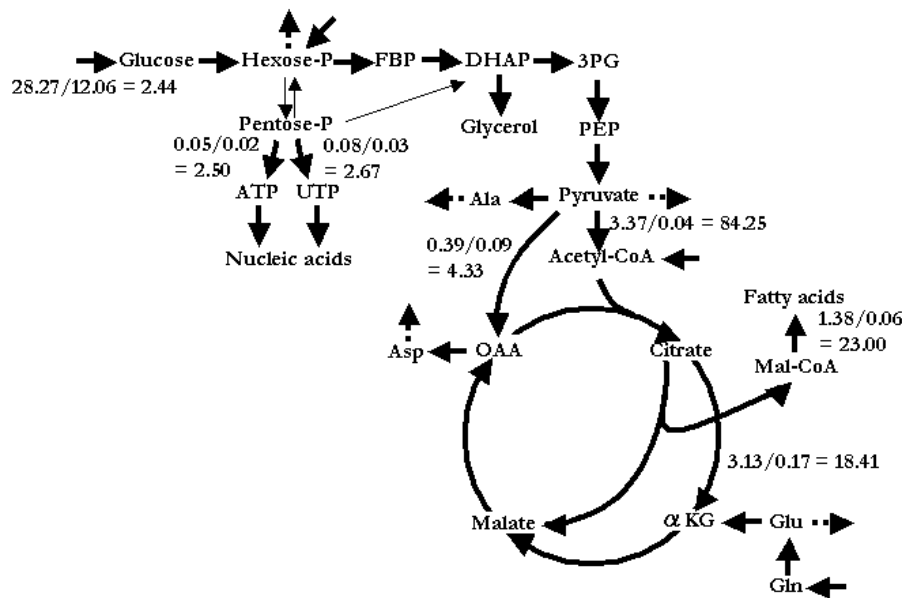 Glucose
Hexose-P
FBP
DHAP
3PG
28.27/12.06 = 2.44
Pentose-P
Glycerol
PEP
0.05/0.02
= 2.50
0.08/0.03
= 2.67
ATP
UTP
Ala
Pyruvate
3.37/0.04 = 84.25
0.39/0.09
= 4.33
Nucleic acids
Acetyl-CoA
Fatty acids
1.38/0.06
= 23.00
Asp
OAA
Citrate
Mal-CoA
3.13/0.17 = 18.41
Malate
α KG
Glu
Gln